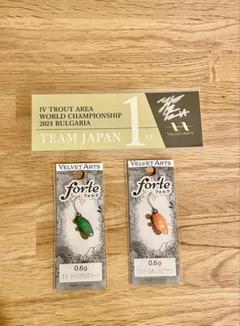 IV TROUT AREA
WORLD CHAMPIONSHIP
2024 BULGARIA
TEAM JAPAN
1st
VELVET ARTS
VELVET ARTS
forte
フォルテ
0.6g
VELVET ARTS
forte
フォルテ
0.6g